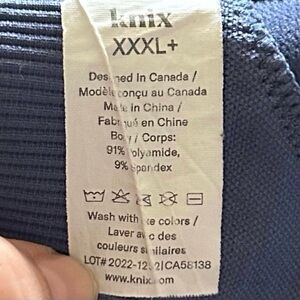 knix
XXXL+
Designed in Canada /
Modèle conçu au Canada
Made in China /
Fabriqué en Chine
Body / Corps:
91% Polyamide,
9% Spandex
Wash with like colors /
Laver avec des
couleurs similaires
LOT# CA58138
www.knix.com